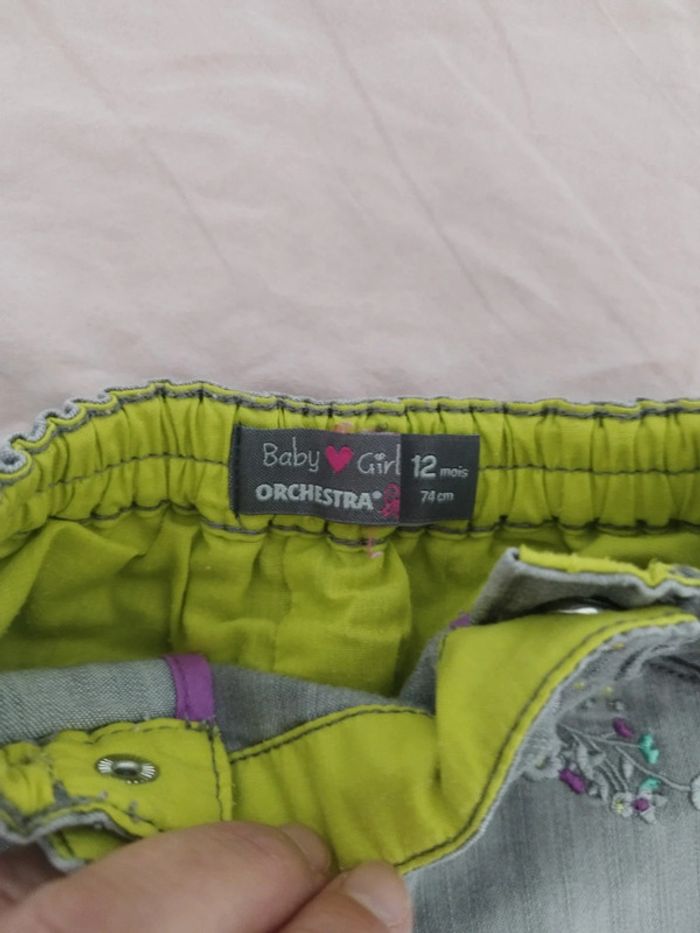 Baby Girl
ORCHESTRA®
12 mois
74 cm